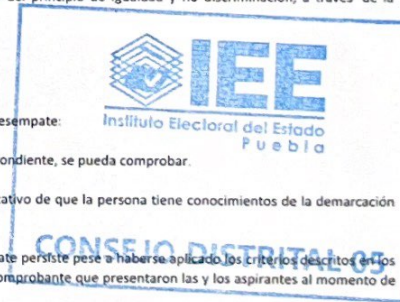 del principio de igualdad y no discriminación, a través de la
IEE
Instituto Electoral del Estado
Puebla
esempate:
ondiente, se pueda comprobar.
ativo de que la persona tiene conocimientos de la demarcación
CONSEJO DISTRITAL 05
ate persiste pese a haberse aplicado los criterios descritos en los
omprobante que presentaron las y los aspirantes al momento de